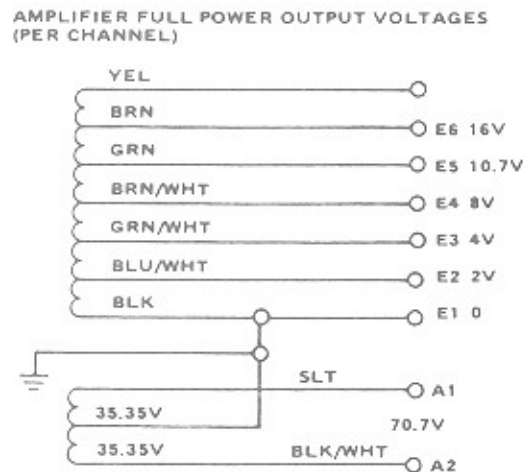 AMPLIFIER FULL POWER OUTPUT VOLTAGES
(PER CHANNEL)
YEL
BRN
E6 16V
GRN
E5 10.7V
BRN/WHT
E4 8V
GRN/WHT
E3 4V
BLU/WHT
E2 2V
BLK
E1 0
SLT
A1
35.35V
70.7V
35.35V
BLK/WHT
A2